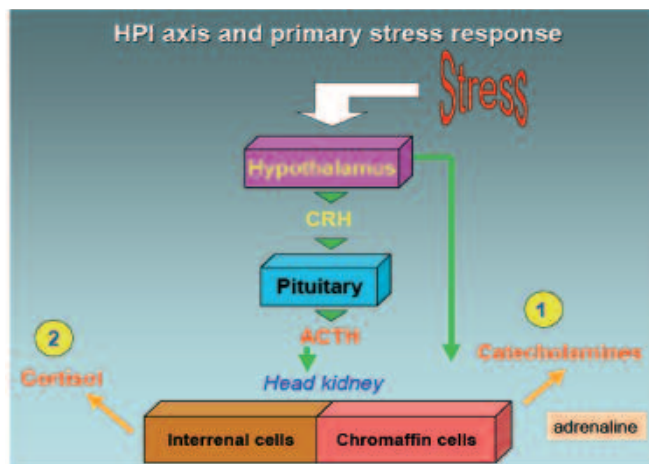 HPI axis and primary stress response
Stress
Hypothalamus
CRH
Pituitary
ACTH
1
2
Catecholamines
Cortisol
Head kidney
adrenaline
Interrenal cells
Chromaffin cells